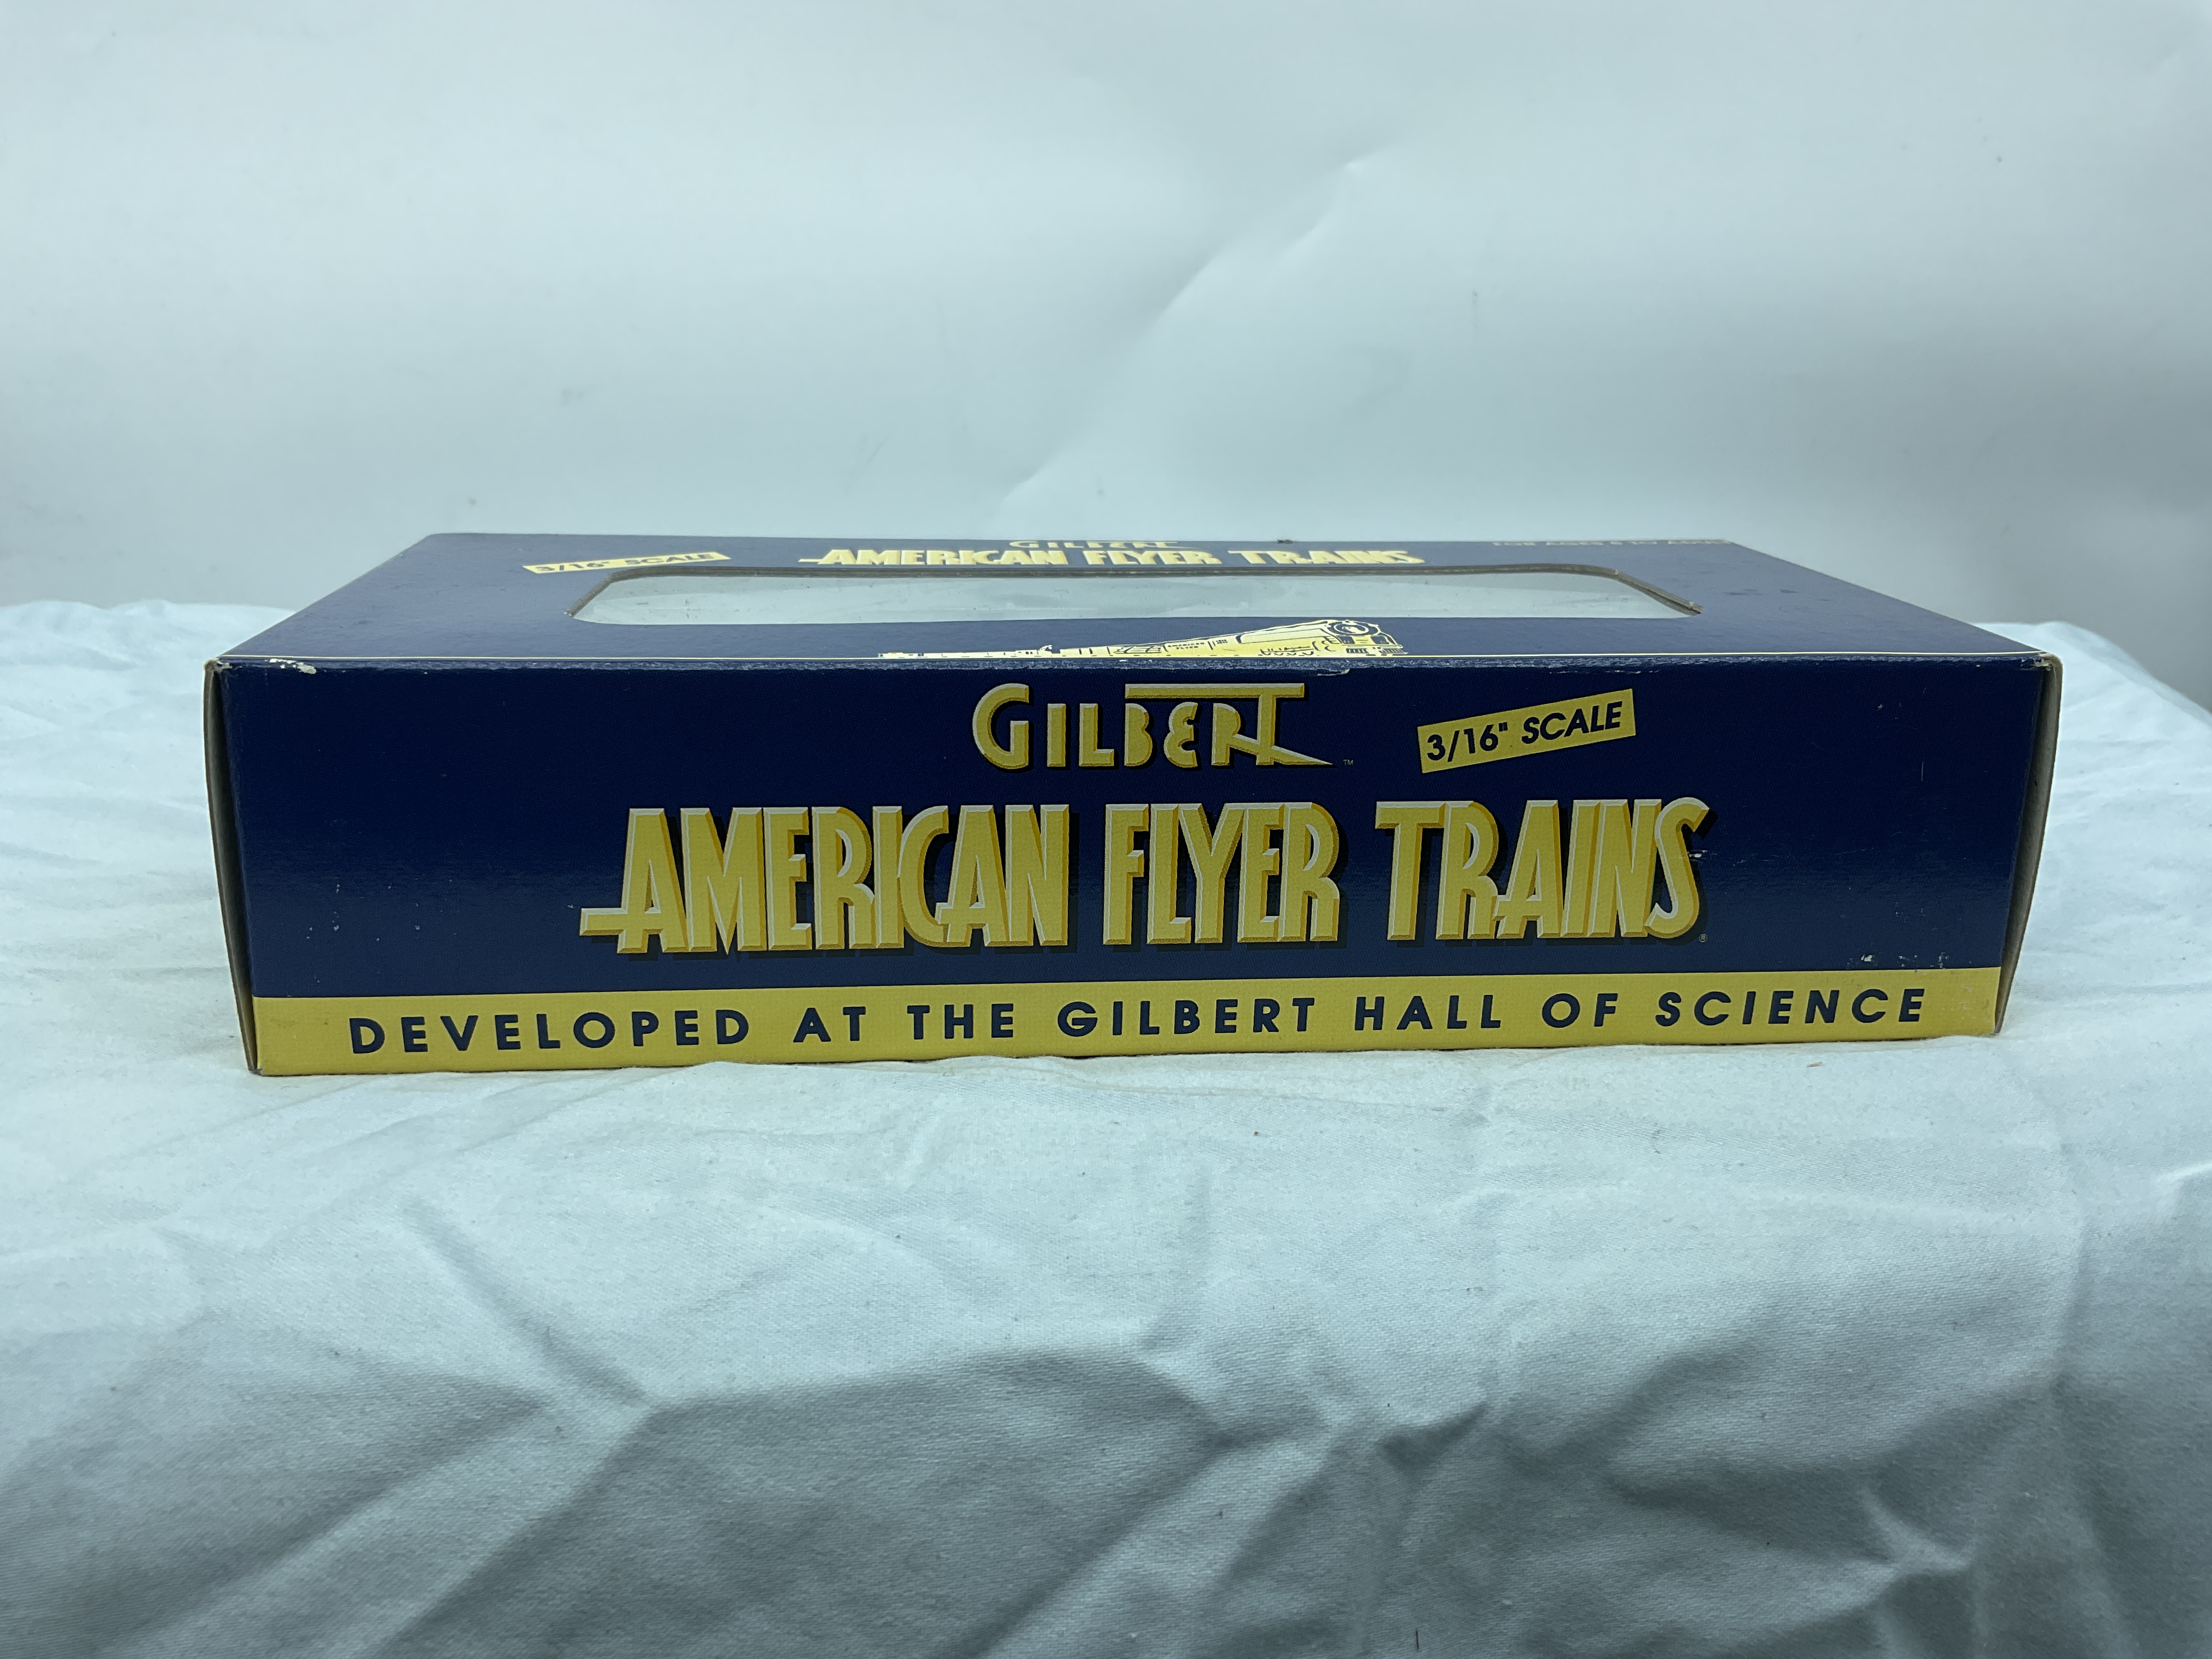 GILBERT
3/16" SCALE
AMERICAN FLYER TRAINS
GILBERT™
3/16" SCALE
AMERICAN FLYER TRAINS®
DEVELOPED AT THE GILBERT HALL OF SCIENCE